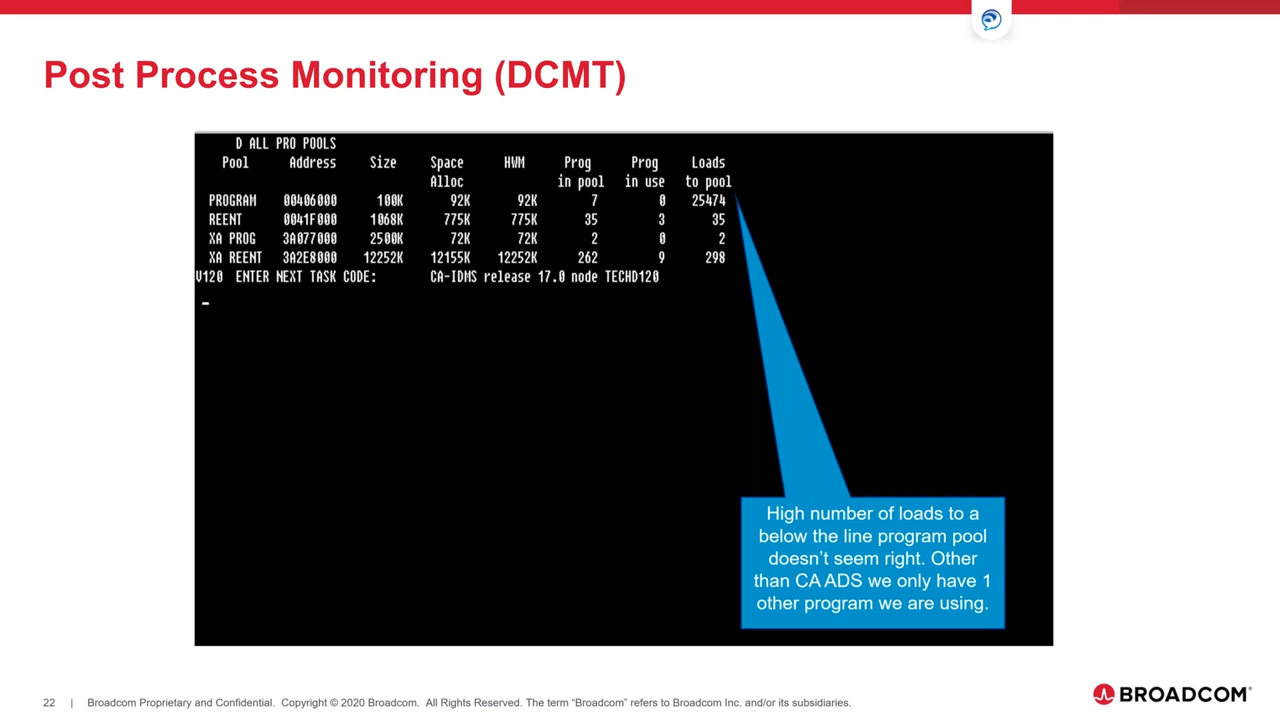 Post Process Monitoring (DCMT)
D ALL PRO POOLS
Pool Address Size Space HWM Prog Prog Loads
Alloc in pool in use to pool
PROGRAM 00406000 100K 92K 92K 7 0 25474
REENT 0041F000 1068K 775K 775K 35 3 35
XA PROG 3A077000 2500K 72K 72K 2 0 2
XA REENT 3A2E8000 12252K 12155K 12252K 262 9 298
V120 ENTER NEXT TASK CODE: CA-IDMS release 17.0 node TECHD120
_
High number of loads to a
below the line program pool
doesn’t seem right. Other
than CA ADS we only have 1
other program we are using.
22 | Broadcom Proprietary and Confidential. Copyright © 2020 Broadcom. All Rights Reserved. The term “Broadcom” refers to Broadcom Inc. and/or its subsidiaries.
BROADCOM®